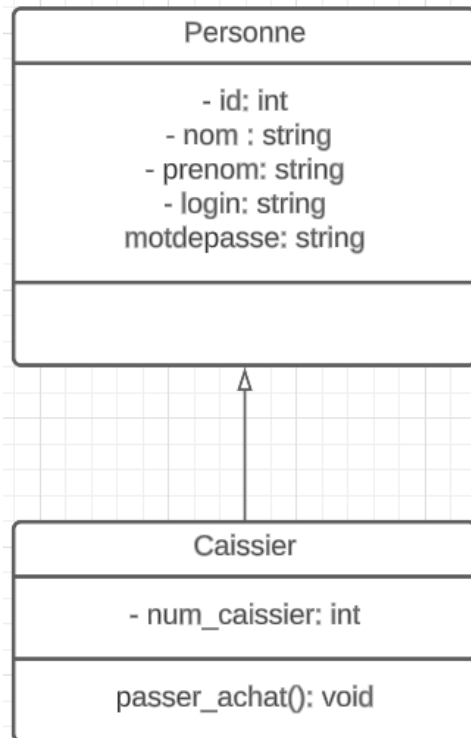 Personne
- id: int
- nom : string
- prenom: string
- login: string
motdepasse: string
Caissier
- num_caissier: int
passer_achat(): void